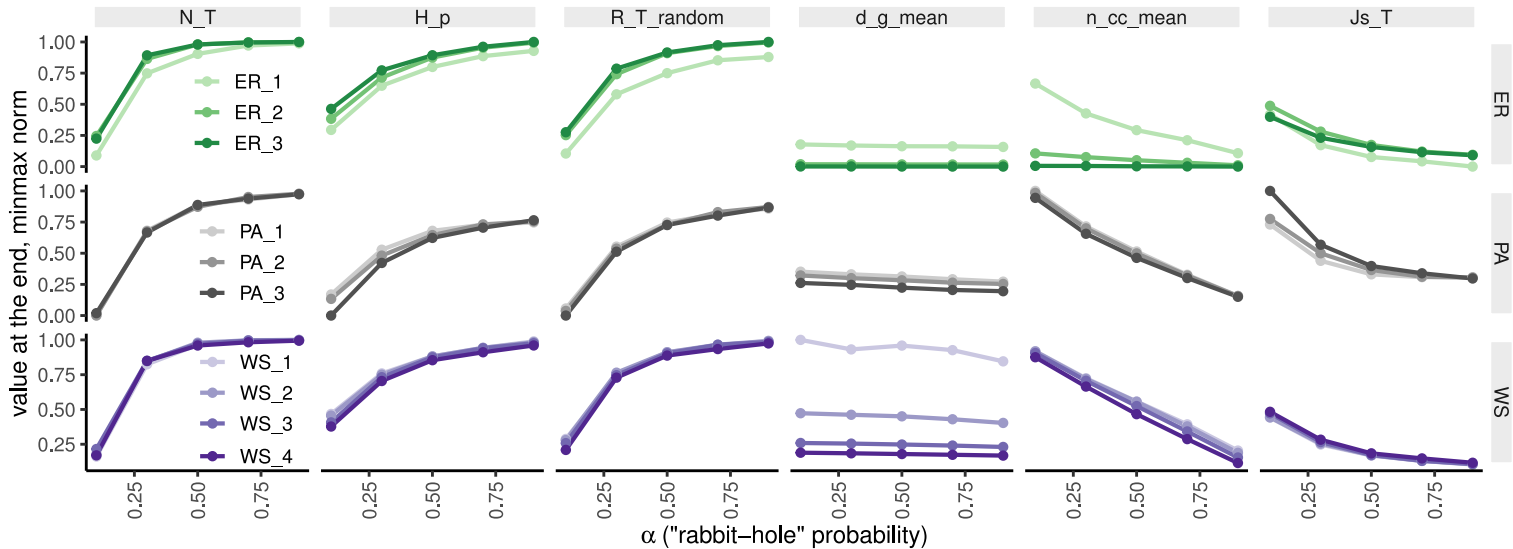 N_T H_p R_T_random d_g_mean n_cc_mean Js_T
value at the end, minmax norm
1.00
0.75
0.50
0.25
0.00
ER_1
ER_2
ER_3
ER
1.00
0.75
0.50
0.25
0.00
PA_1
PA_2
PA_3
PA
1.00
0.75
0.50
0.25
WS_1
WS_2
WS_3
WS_4
WS
0.25 0.50 0.75 0.25 0.50 0.75 0.25 0.50 0.75 0.25 0.50 0.75 0.25 0.50 0.75 0.25 0.50 0.75
α ("rabbit−hole" probability)